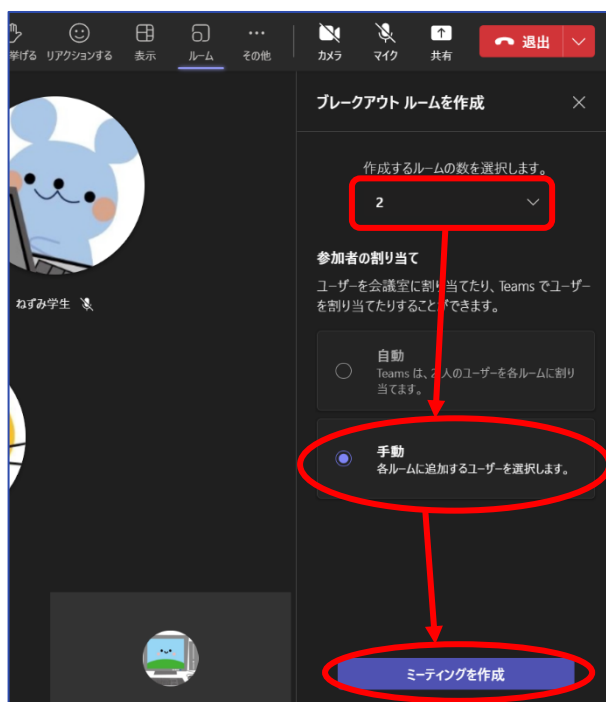 挙げる リアクションする 表示 ルーム その他 カメラ マイク 共有 退出
ブレークアウト ルームを作成
作成するルームの数を選択します。
2
参加者の割り当て
ユーザーを会議室に割り当てたり、Teams でユーザー
を割り当てたりすることができます。
ねずみ学生
自動
Teams は、2 人のユーザーを各ルームに割り
当てます。
手動
各ルームに追加するユーザーを選択します。
ミーティングを作成